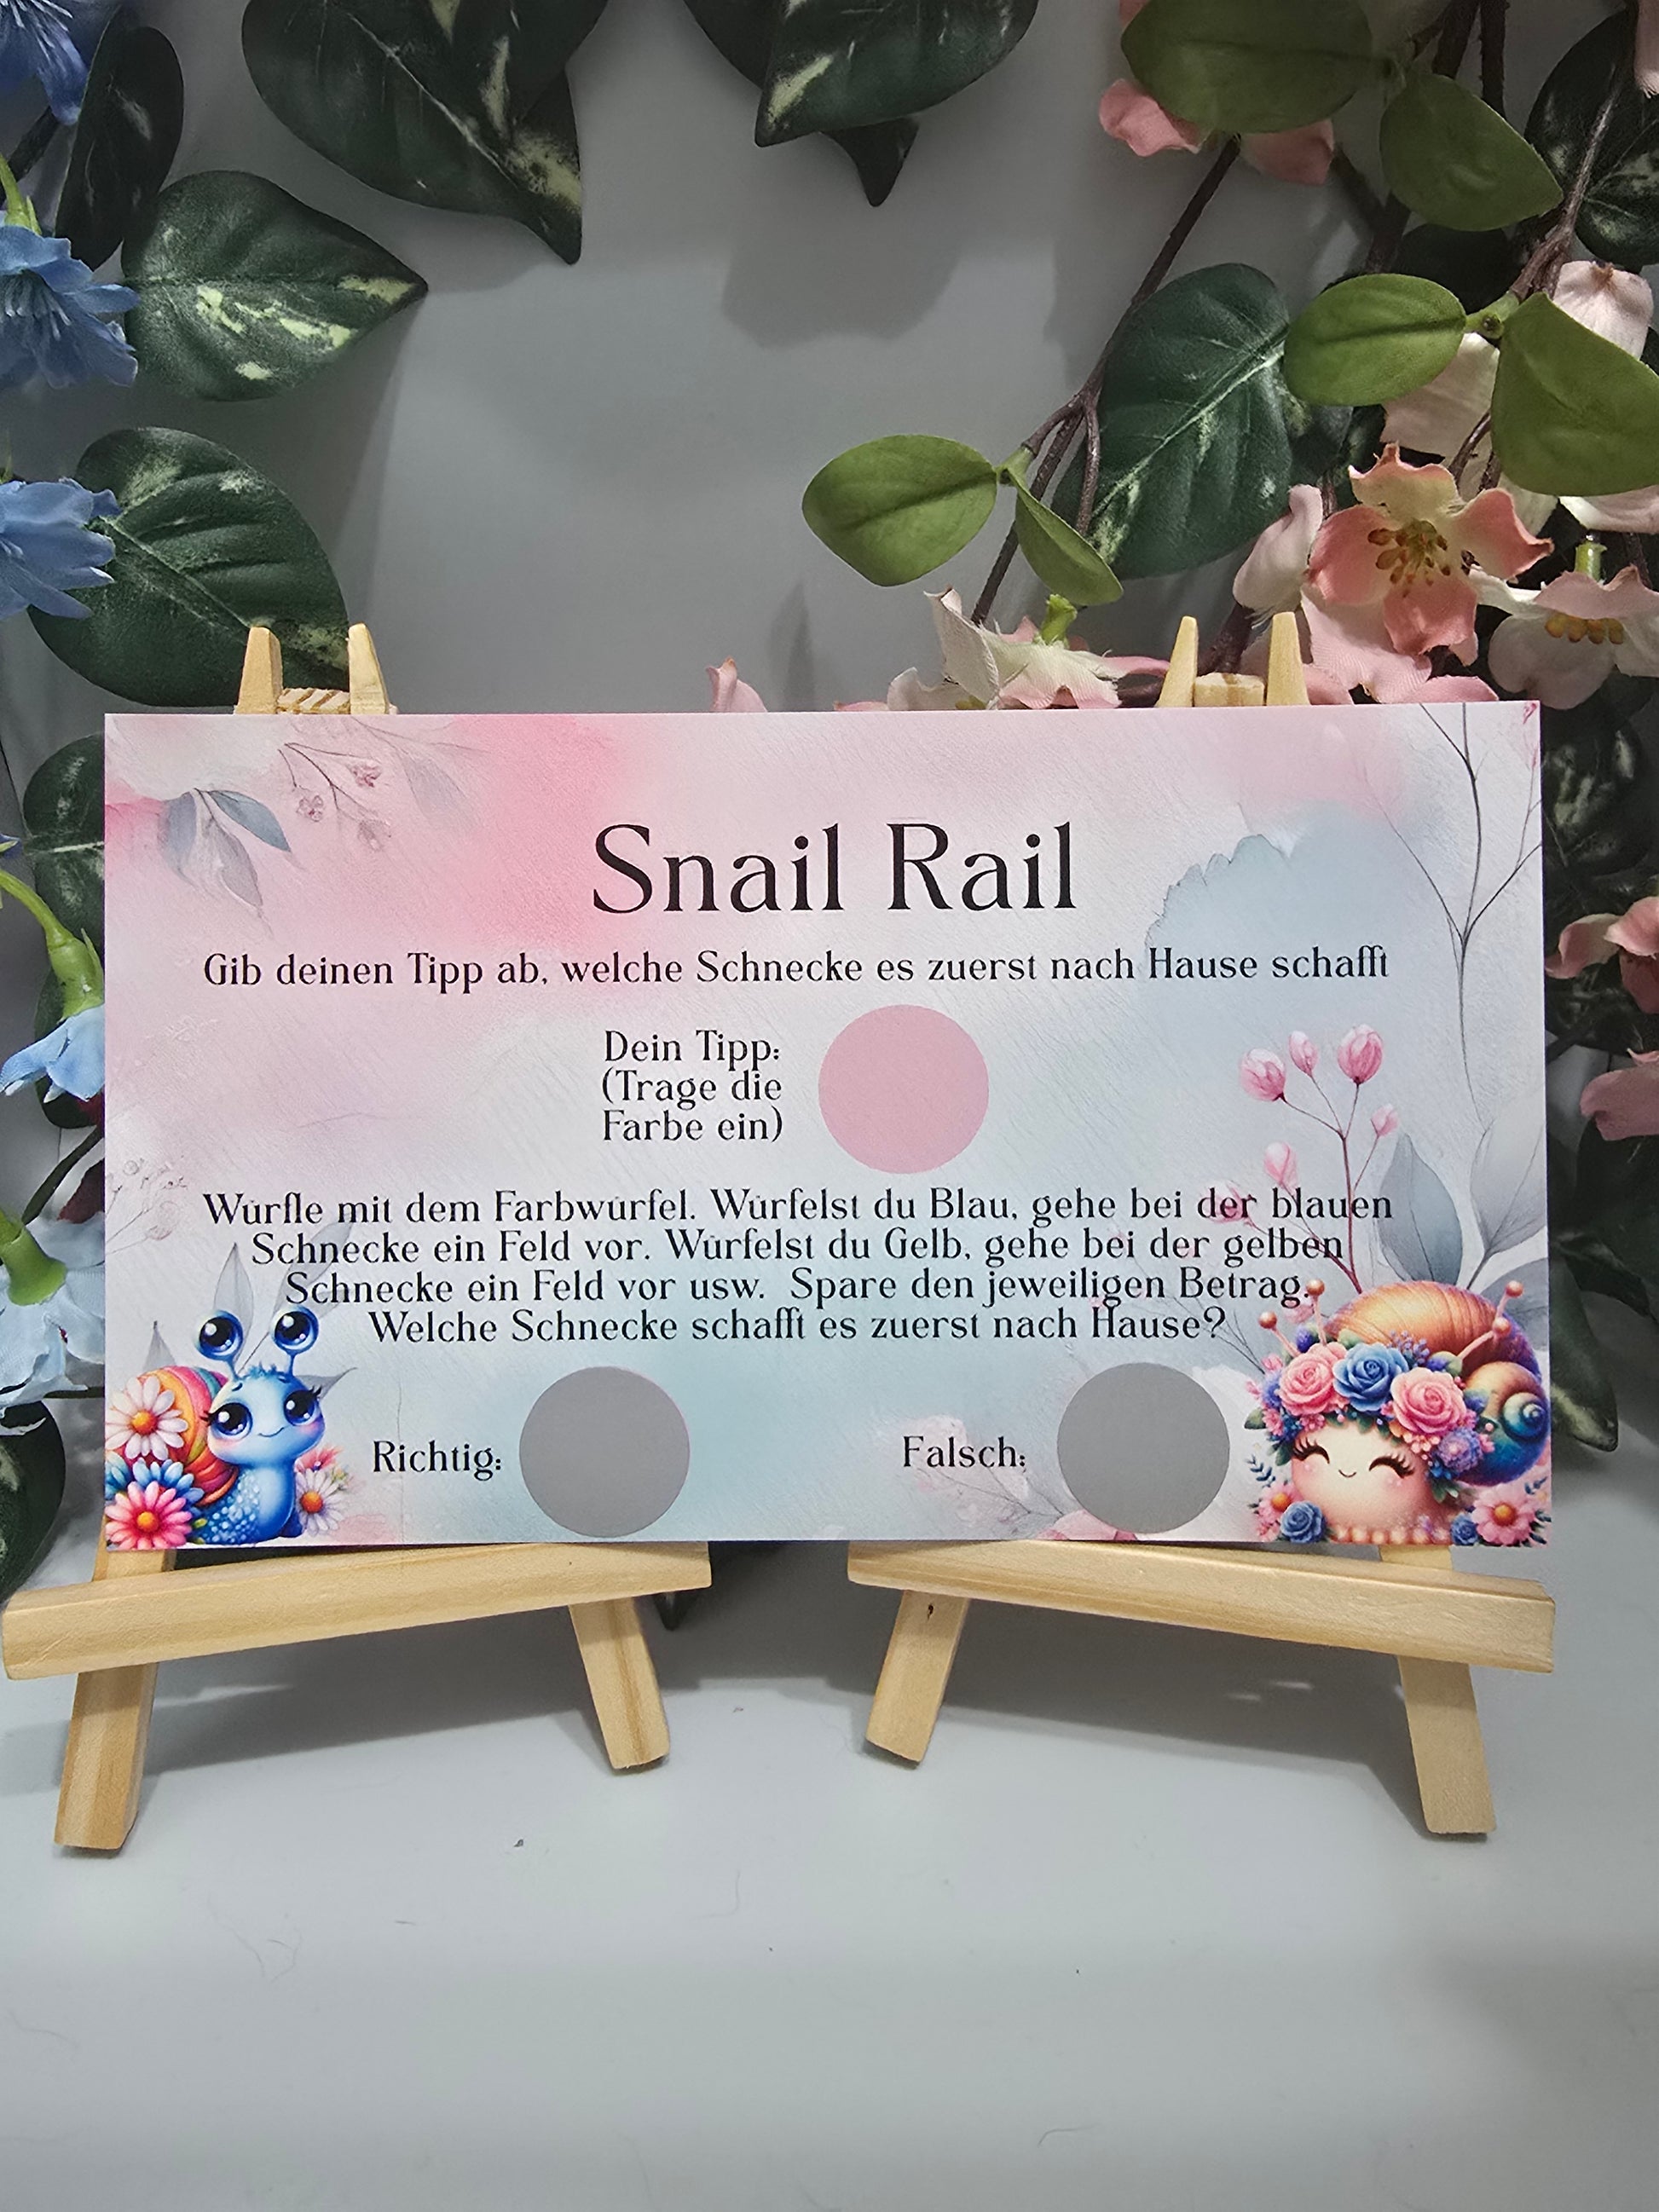 Snail Rail
Gib deinen Tipp ab, welche Schnecke es zuerst nach Hause schafft
Dein Tipp:
(Trage die
Farbe ein)
Würfle mit dem Farbwürfel. Würfelst du Blau, gehe bei der blauen
Schnecke ein Feld vor. Würfelst du Gelb, gehe bei der gelben
Schnecke ein Feld vor usw. Spare den jeweiligen Betrag.
Welche Schnecke schafft es zuerst nach Hause?
Richtig:
Falsch: